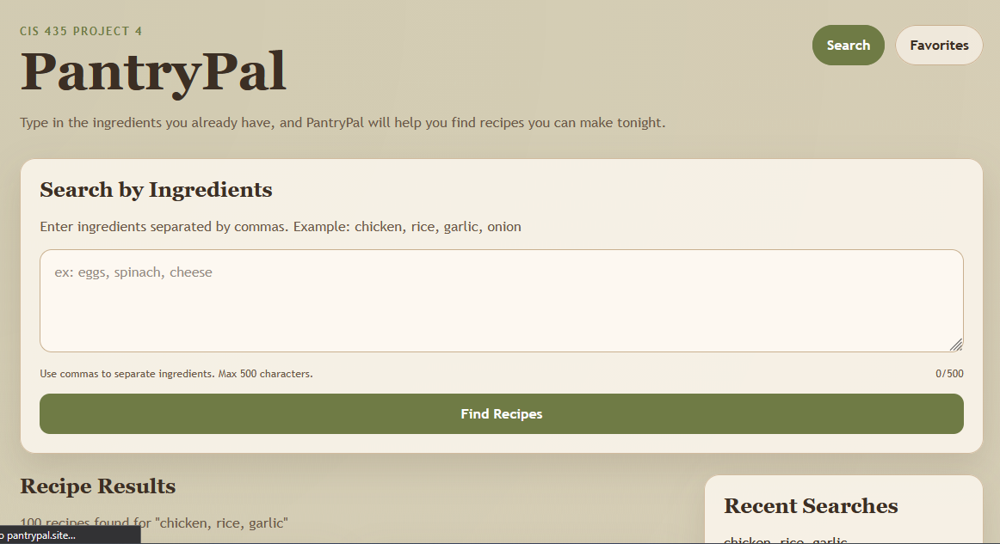 CIS 435 PROJECT 4
PantryPal
Search
Favorites
Type in the ingredients you already have, and PantryPal will help you find recipes you can make tonight.
Search by Ingredients
Enter ingredients separated by commas. Example: chicken, rice, garlic, onion
ex: eggs, spinach, cheese
Use commas to separate ingredients. Max 500 characters.
0/500
Find Recipes
Recipe Results
100 recipes found for "chicken, rice, garlic"
Recent Searches
chicken, rice, garlic
pantrypal.site...